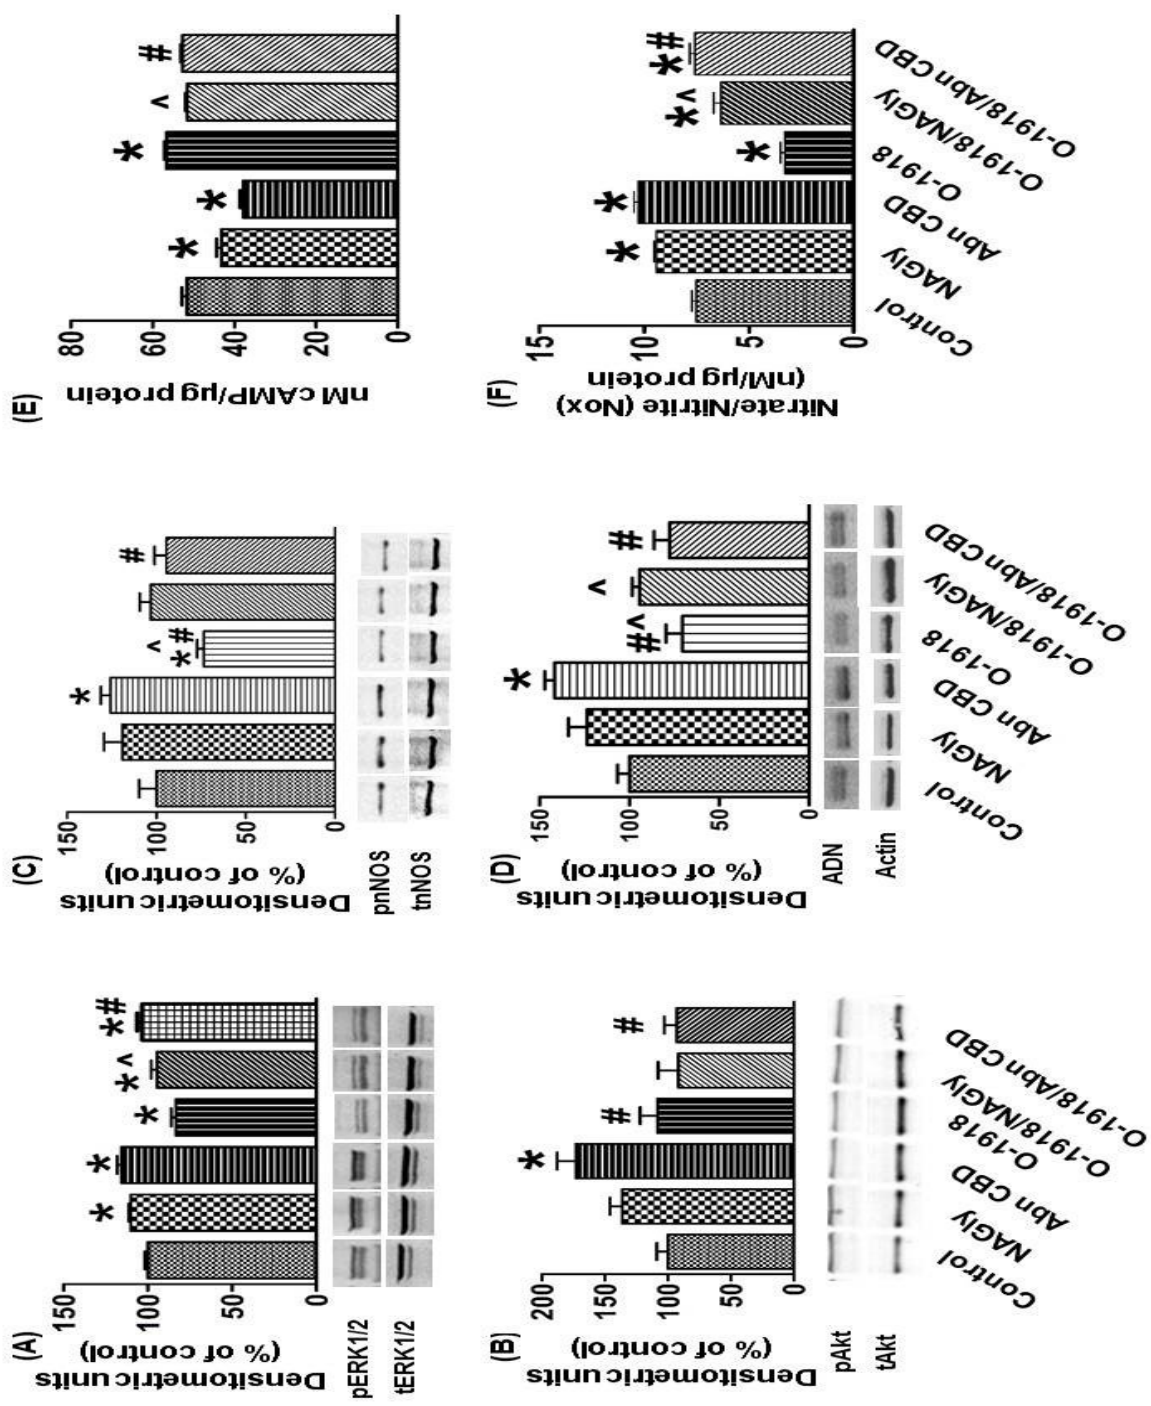 (A)
Densitometric units
(% of control)
150
100
50
0
*
*
*
* ^
* #
pERK1/2
tERK1/2
(B)
Densitometric units
(% of control)
200
150
100
50
0
*
#
#
pAkt
tAkt
Control
NAGly
Abn CBD
O-1918
O-1918/NAGly
O-1918/Abn CBD
(C)
Densitometric units
(% of control)
150
100
50
0
*
* #
^
#
pnNOS
tnNOS
(D)
Densitometric units
(% of control)
150
100
50
0
*
# ^
^
#
ADN
Actin
Control
NAGly
Abn CBD
O-1918
O-1918/NAGly
O-1918/Abn CBD
(E)
nM cAMP/µg protein
80
60
40
20
0
*
*
*
^
#
(F)
Nitrate/Nitrite (Nox)
(nM/µg protein
15
10
5
0
*
*
*
* ^
* #
Control
NAGly
Abn CBD
O-1918
O-1918/NAGly
O-1918/Abn CBD